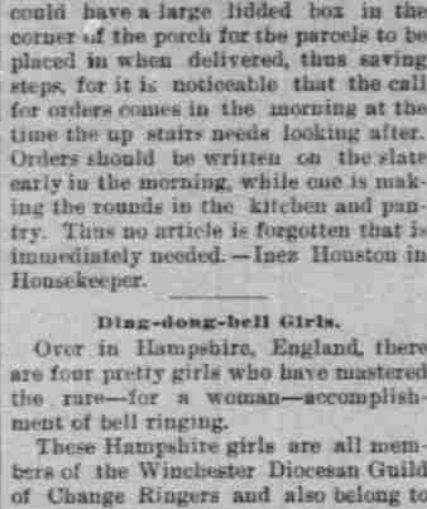 could have a large lidded box in the
corner of the porch for the parcels to be
placed in when delivered, thus saving
steps, for it is noticeable that the call
for orders comes in the morning at the
time the up stairs needs looking after.
Orders should be written on the slate
early in the morning, while one is mak-
ing the rounds in the kitchen and pan-
try. Thus no article is forgotten that is
immediately needed.—Inez Houston in
Housekeeper.
Ding-dong-bell Girls.
Over in Hampshire, England, there
are four pretty girls who have mastered
the rare—for a woman—accomplish-
ment of bell ringing.
These Hampshire girls are all mem-
bers of the Winchester Diocesan Guild
of Change Ringers and also belong to